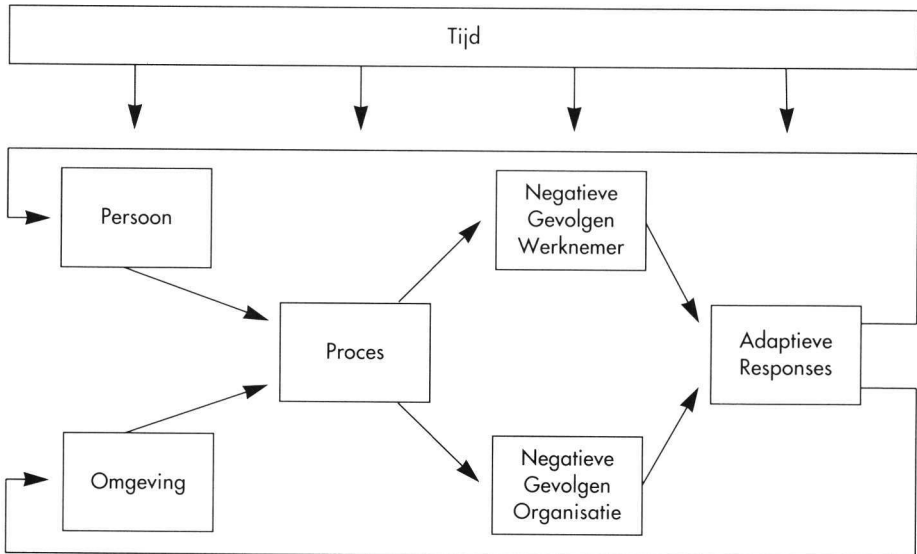 Tijd
Persoon
Negatieve
Gevolgen
Werknemer
Proces
Adaptieve
Responses
Omgeving
Negatieve
Gevolgen
Organisatie